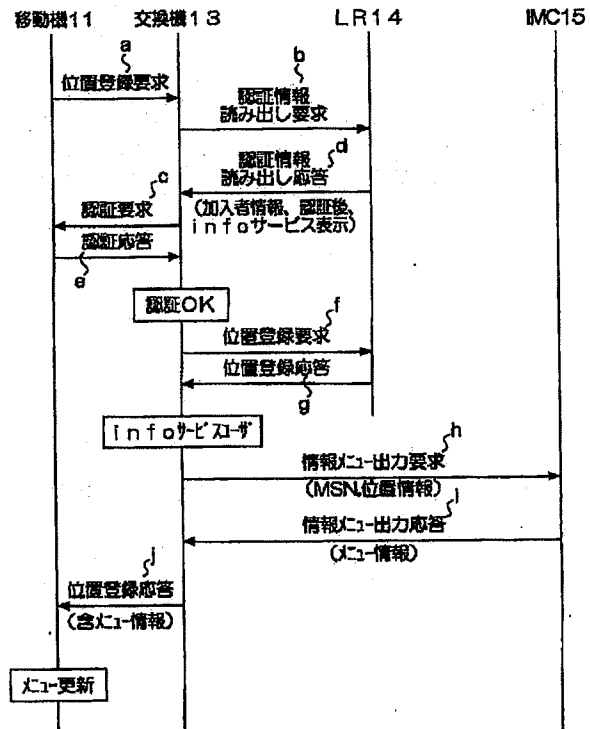 移動機11 交換機13 LR14 IMC15
a
位置登録要求
b
認証情報
読み出し要求
認証情報 d
読み出し応答
(加入者情報、認証後、
infoサービス表示)
c
認証要求
認証応答
e
認証OK
f
位置登録要求
位置登録応答
g
infoサービスユーザ
h
情報メニュー出力要求
(MSN,位置情報)
i
情報メニュー出力応答
(メニュー情報)
j
位置登録応答
(含メニュー情報)
メニュー更新